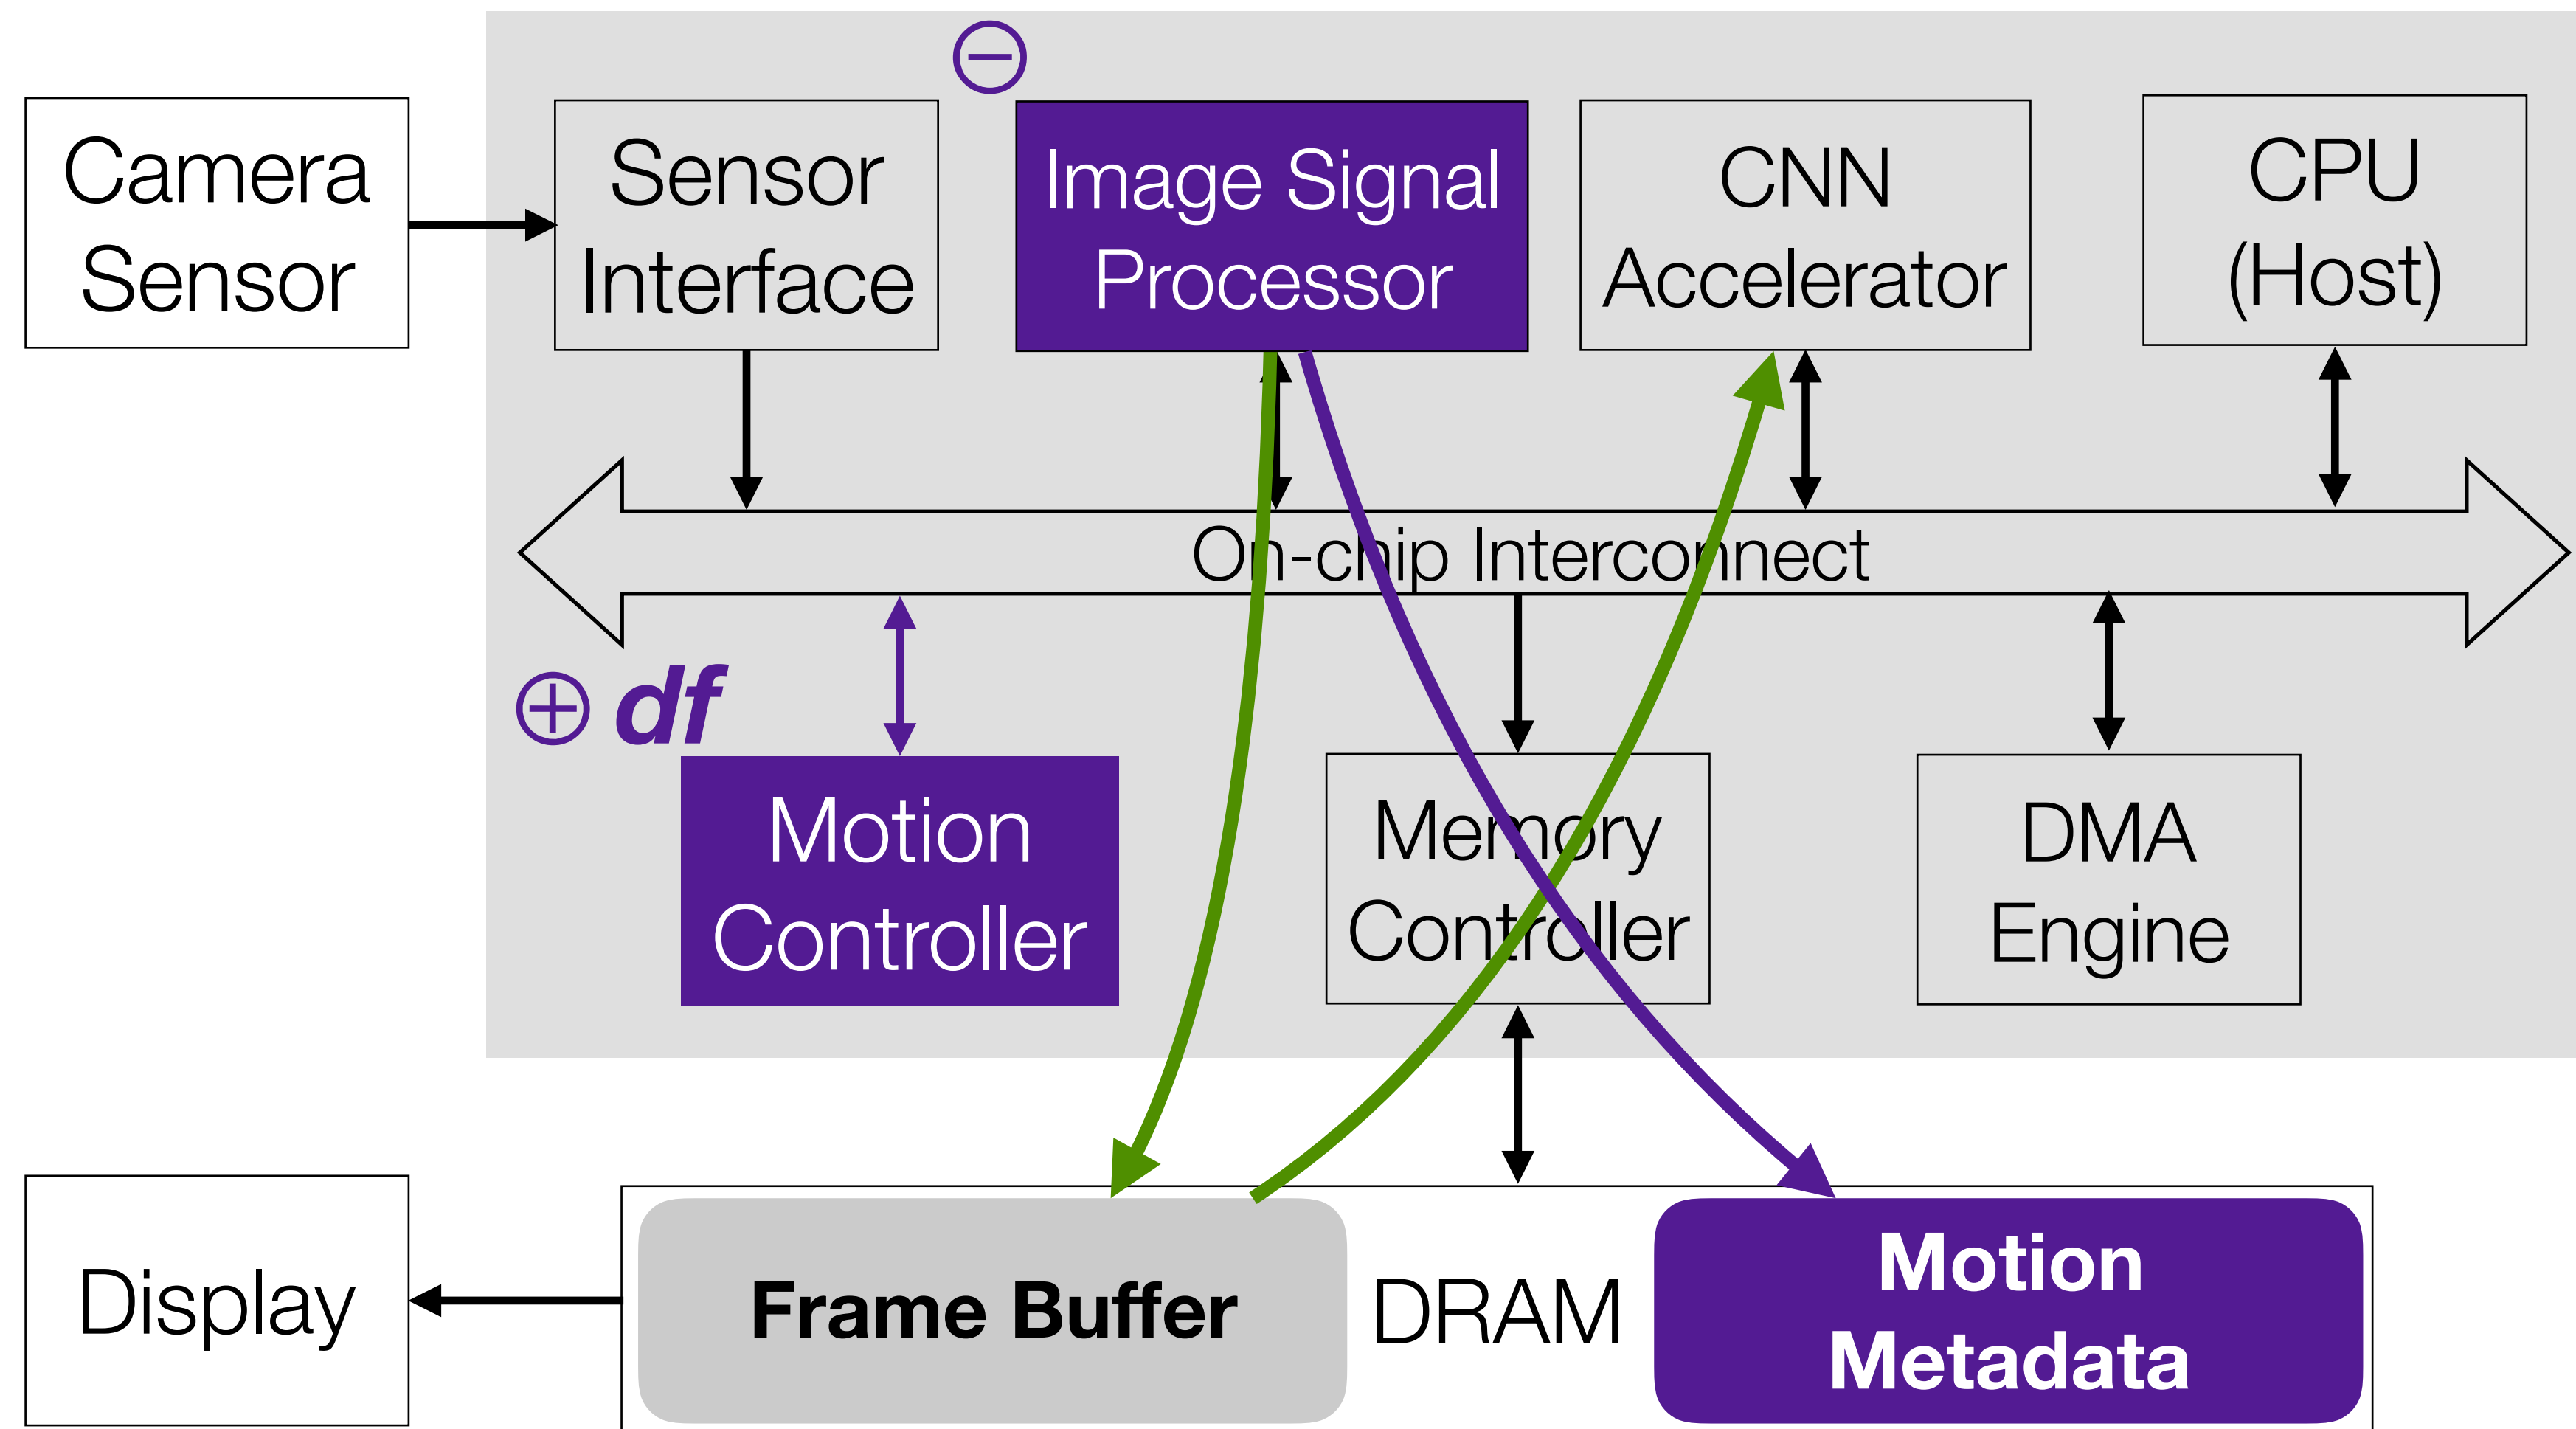 Camera
Sensor
Sensor
Interface
⊖
Image Signal
Processor
CNN
Accelerator
CPU
(Host)
On-chip Interconnect
⊕ df
Motion
Controller
Memory
Controller
DMA
Engine
Display
Frame Buffer
DRAM
Motion
Metadata